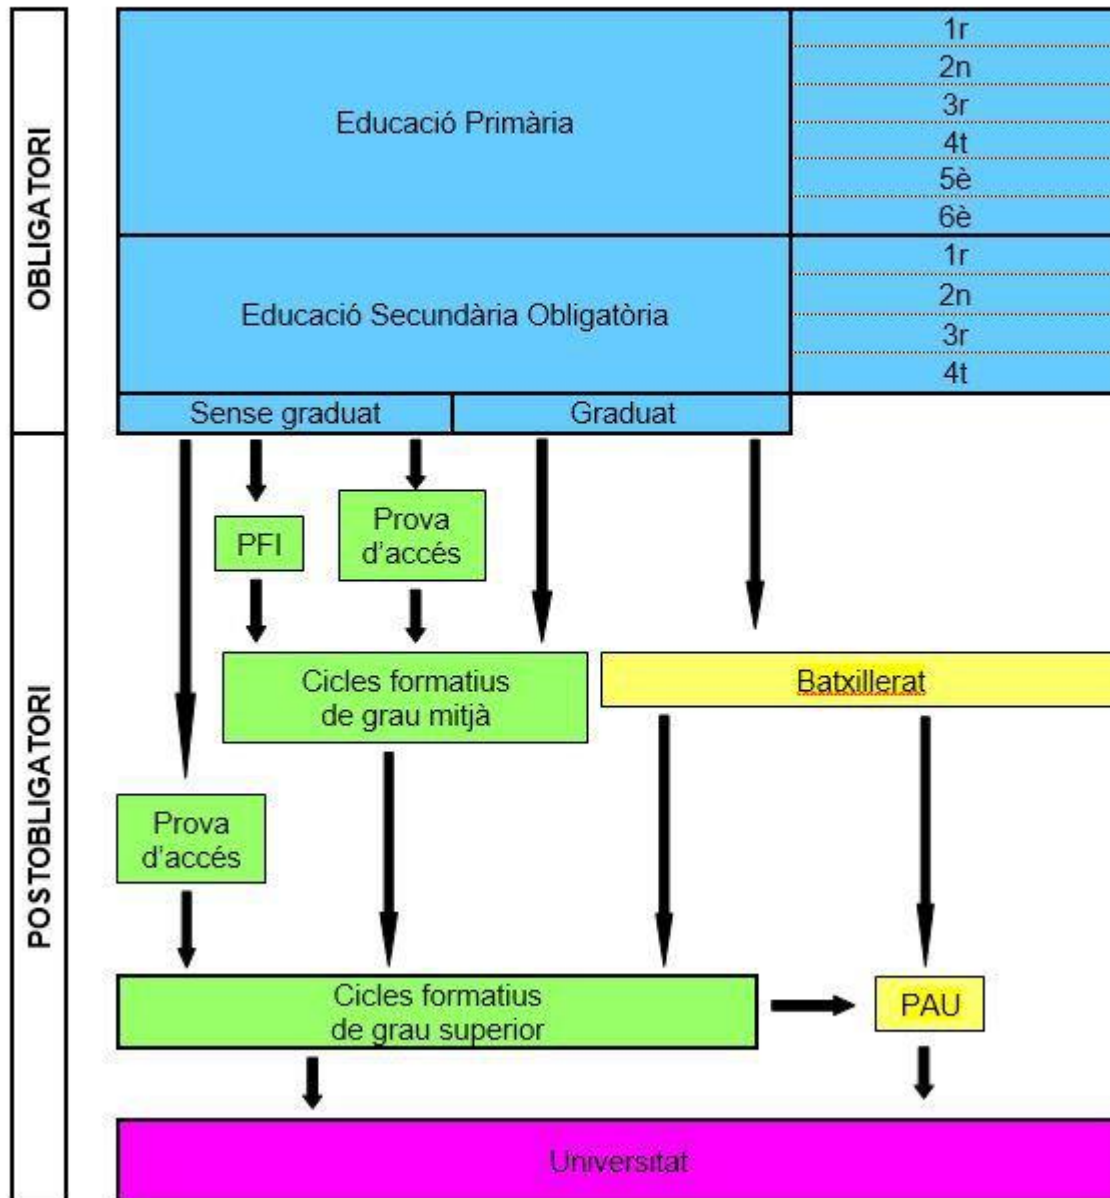 OBLIGATORI
Educació Primària
1r
2n
3r
4t
5è
6è
Educació Secundària Obligatòria
1r
2n
3r
4t
Sense graduat
Graduat
POSTOBLIGATORI
PFI
Prova
d'accés
Cicles formatius
de grau mitjà
Batxillerat
Prova
d'accés
Cicles formatius
de grau superior
PAU
Universitat